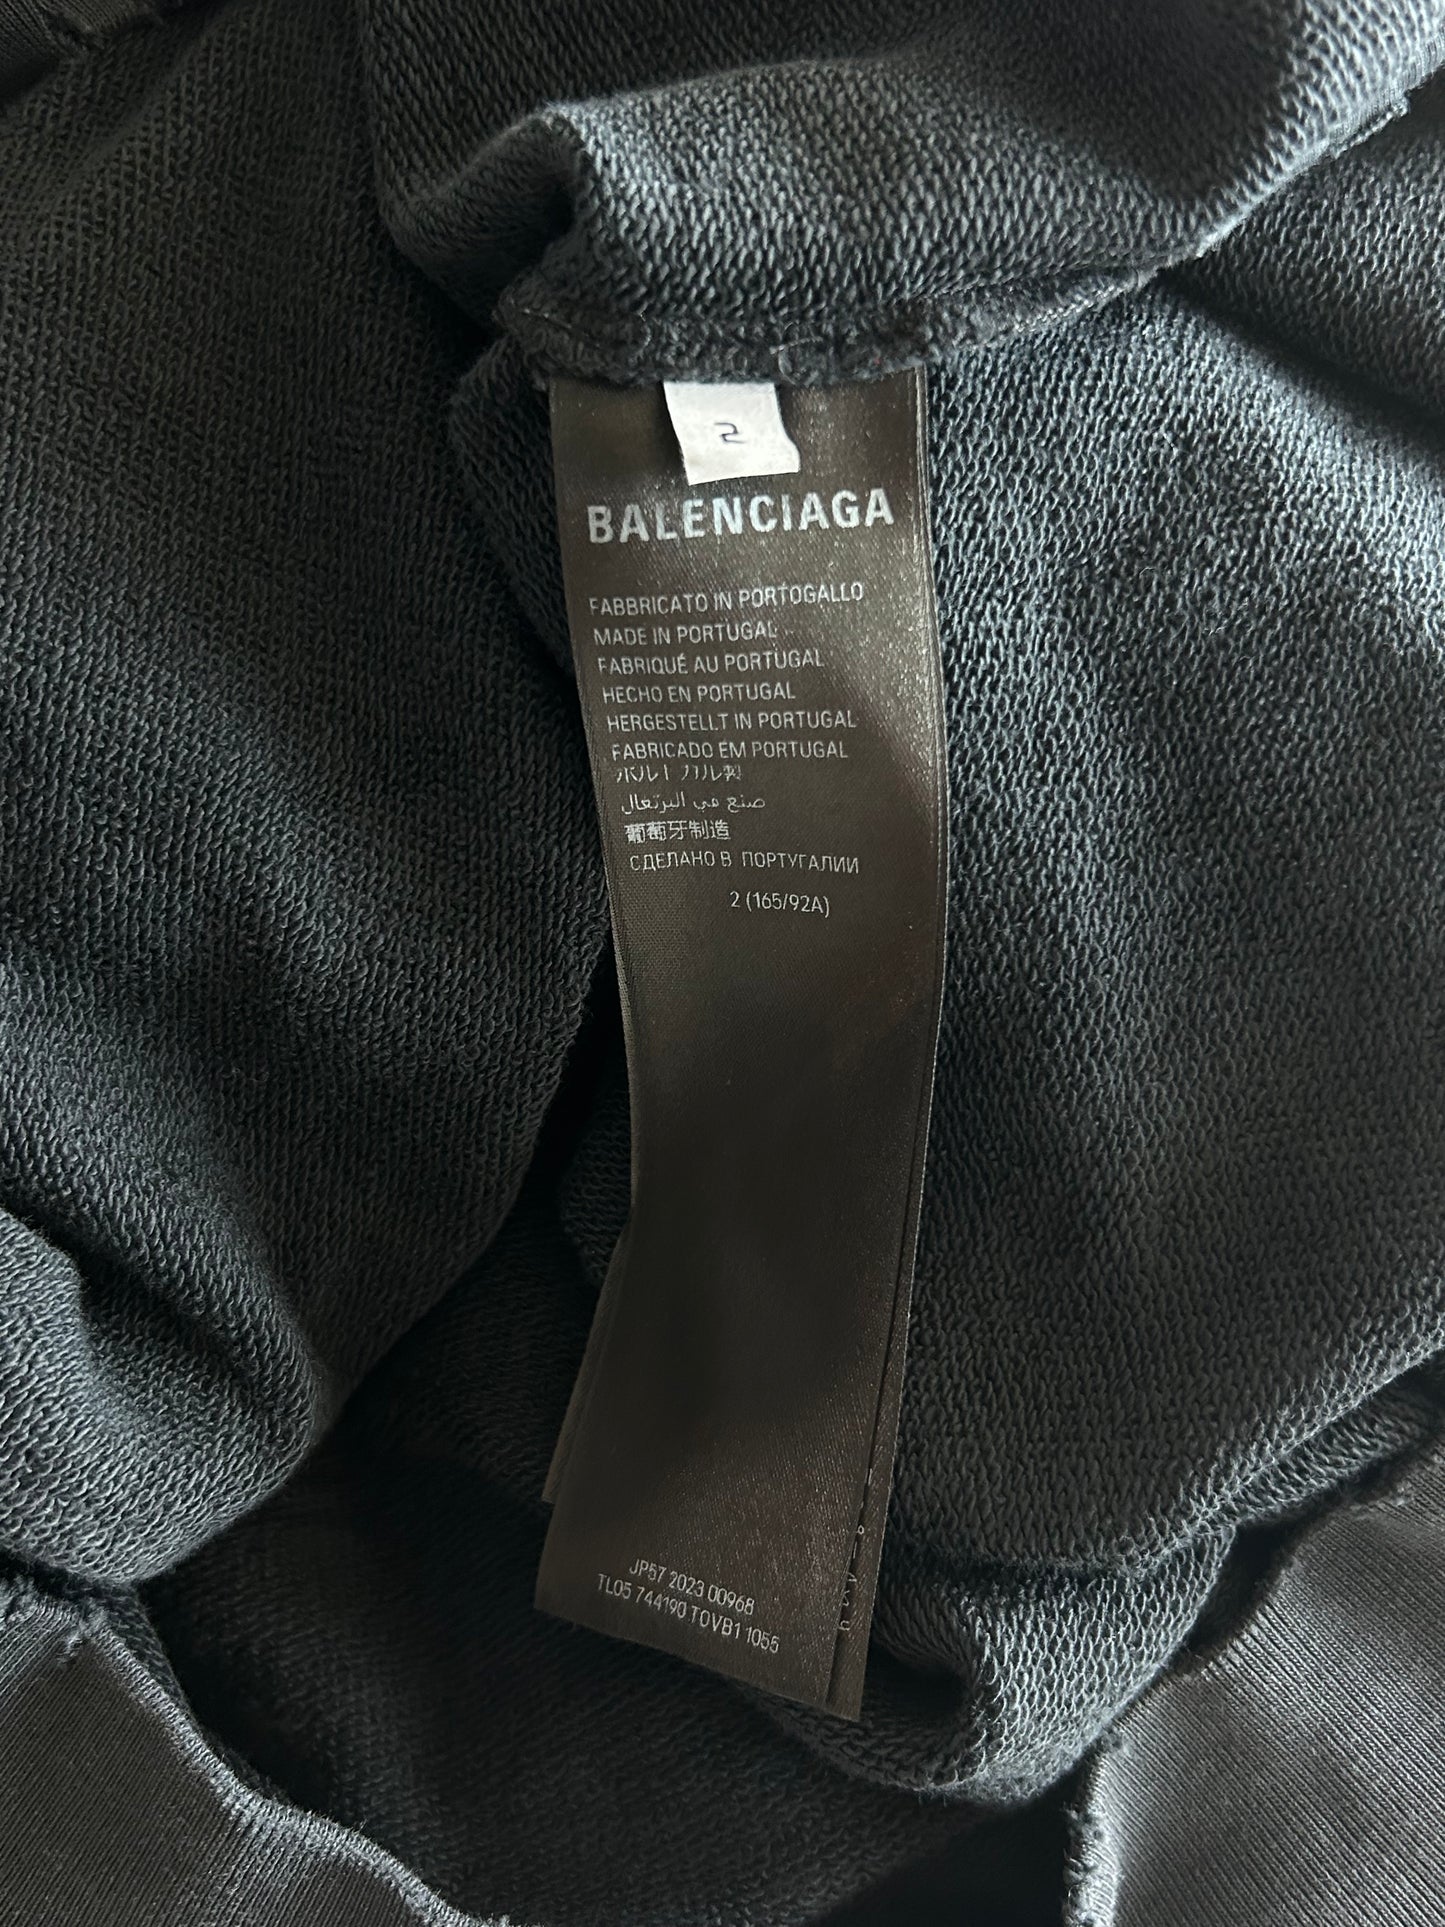 2
BALENCIAGA
FABBRICATO IN PORTOGALLO
MADE IN PORTUGAL
FABRIQUÉ AU PORTUGAL
HECHO EN PORTUGAL
HERGESTELLT IN PORTUGAL
FABRICADO EM PORTUGAL
ポルトガル製
صنع في البرتغال
葡萄牙制造
СДЕЛАНО В ПОРТУГАЛИИ
2 (165/92A)
JP57 2023 00968
TL05 744190 TOVB1 1055